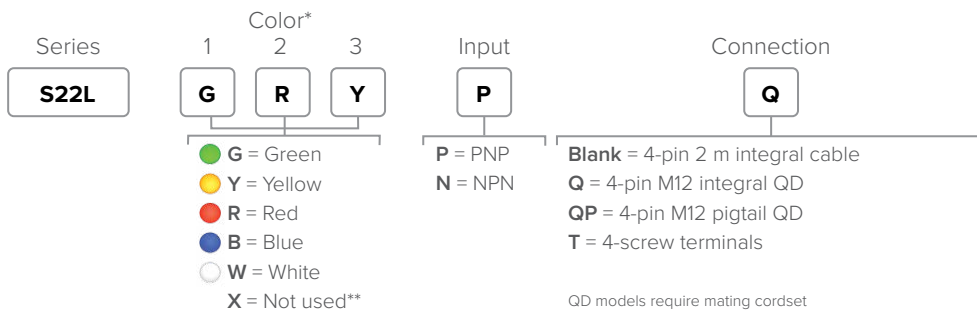 Color*
Series 1 2 3 Input Connection
S22L G R Y P Q
G = Green P = PNP Blank = 4-pin 2 m integral cable
Y = Yellow N = NPN Q = 4-pin M12 integral QD
R = Red QP = 4-pin M12 pigtail QD
B = Blue T = 4-screw terminals
W = White
X = Not used** QD models require mating cordset